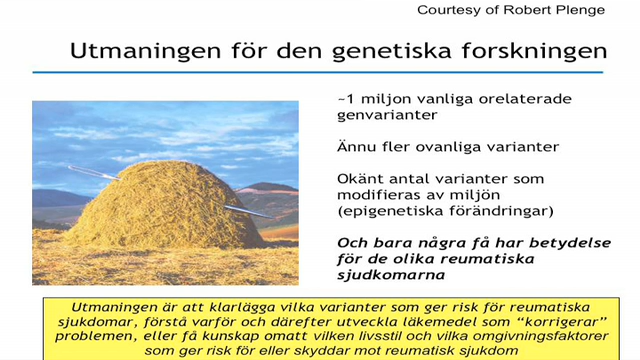 Courtesy of Robert Plenge
Utmaningen för den genetiska forskningen
~1 miljon vanliga orelaterade
genvarianter
Ännu fler ovanliga varianter
Okänt antal varianter som
modifieras av miljön
(epigenetiska förändringar)
Och bara några få har betydelse
för de olika reumatiska
sjudkomarna
Utmaningen är att klarlägga vilka varianter som ger risk för reumatiska
sjukdomar, förstå varför och därefter utveckla läkemedel som “korrigerar”
problemen, eller få kunskap omatt vilken livsstil och vilka omgivningsfaktorer
som ger risk för eller skyddar mot reumatisk sjukdom